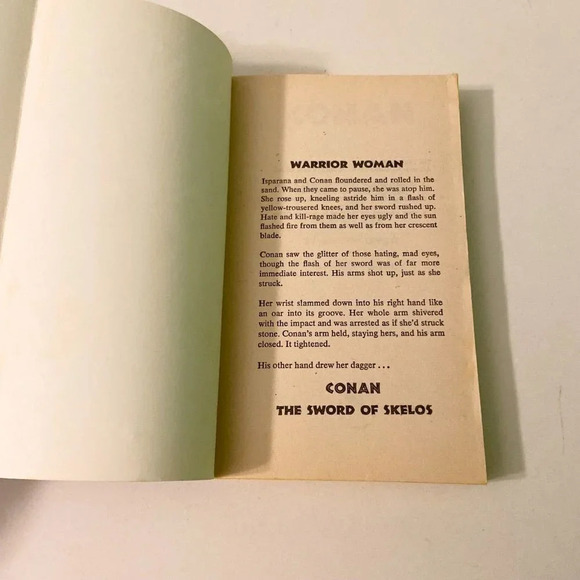 WARRIOR WOMAN
Isparana and Conan floundered and rolled in the
sand. When they came to pause, she was atop him.
She rose up, kneeling astride him in a flash of
yellow-trousered knees, and her sword rushed up.
Hate and kill-rage made her eyes ugly and the sun
flashed fire from them as well as from her crescent
blade.
Conan saw the glitter of those hating, mad eyes,
though the flash of her sword was of far more
immediate interest. His arms shot up, just as she
struck.
Her wrist slammed down into his right hand like
an oar into its groove. Her whole arm shivered
with the impact and was arrested as if she'd struck
stone. Conan's arm held, staying hers, and his arm
closed. It tightened.
His other hand drew her dagger . . .
CONAN
THE SWORD OF SKELOS